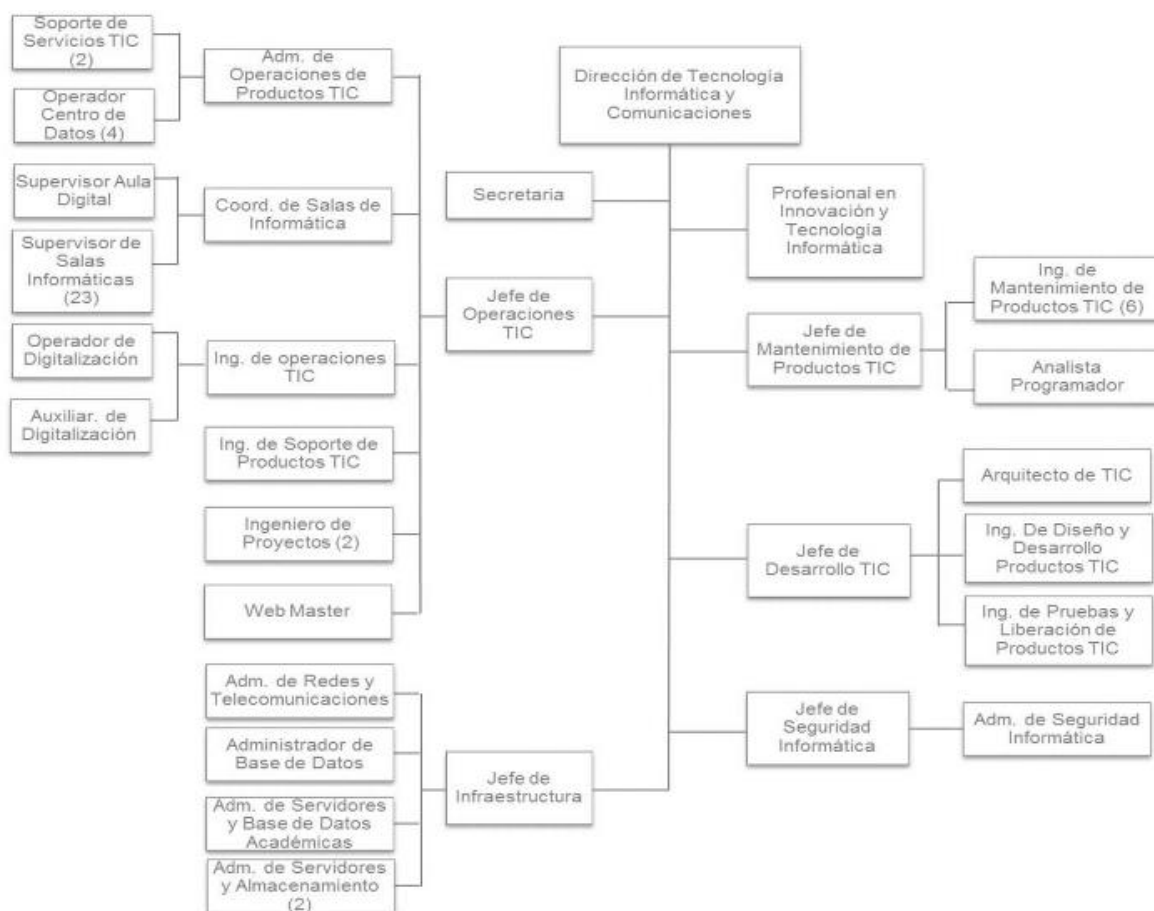 Soporte de
Servicios TIC
(2)
Operador
Centro de
Datos (4)
Supervisor Aula
Digital
Supervisor de
Salas
Informáticas
(23)
Operador de
Digitalización
Auxiliar. de
Digitalización
Adm. de
Operaciones de
Productos TIC
Coord. de Salas de
Informática
Ing. de operaciones
TIC
Ing. de Soporte de
Productos TIC
Ingeniero de
Proyectos (2)
Web Master
Adm. de Redes y
Telecomunicaciones
Administrador de
Base de Datos
Adm. de Servidores
y Base de Datos
Académicas
Adm. de Servidores
y Almacenamiento
(2)
Dirección de Tecnología
Informática y
Comunicaciones
Secretaria
Jefe de
Operaciones
TIC
Jefe de
Infraestructura
Profesional en
Innovación y
Tecnología
Informática
Jefe de
Mantenimiento de
Productos TIC
Jefe de
Desarrollo TIC
Jefe de
Seguridad
Informática
Ing. de
Mantenimiento de
Productos TIC (6)
Analista
Programador
Arquitecto de TIC
Ing. De Diseño y
Desarrollo
Productos TIC
Ing. de Pruebas y
Liberación de
Productos TIC
Adm. de Seguridad
Informática